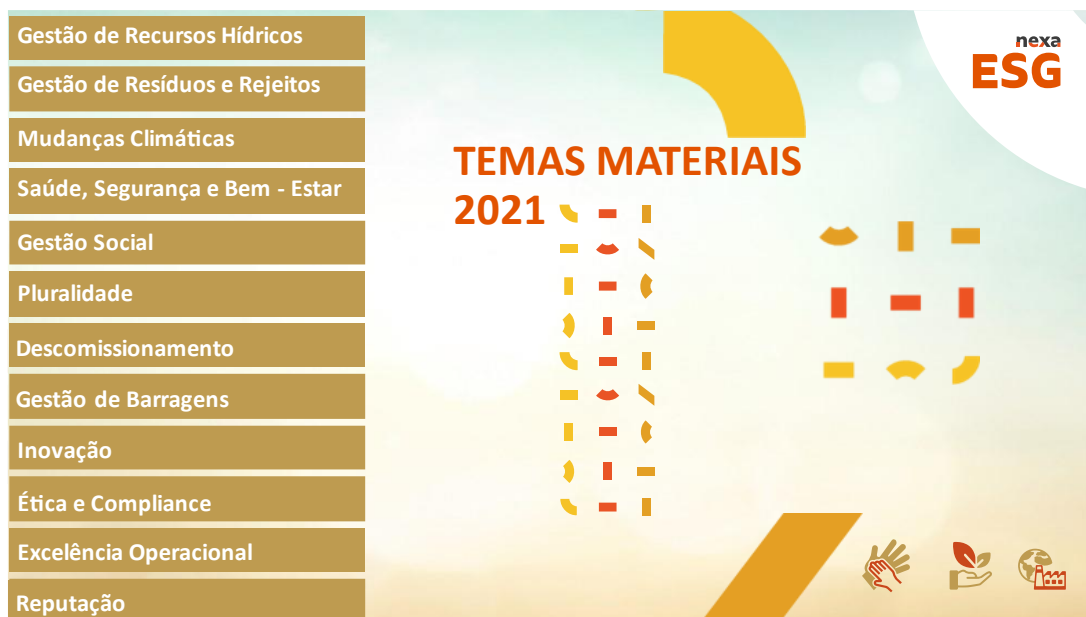 Gestão de Recursos Hídricos
Gestão de Resíduos e Rejeitos
Mudanças Climáticas
Saúde, Segurança e Bem - Estar
Gestão Social
Pluralidade
Descomissionamento
Gestão de Barragens
Inovação
Ética e Compliance
Excelência Operacional
Reputação
TEMAS MATERIAIS
2021
nexa
ESG